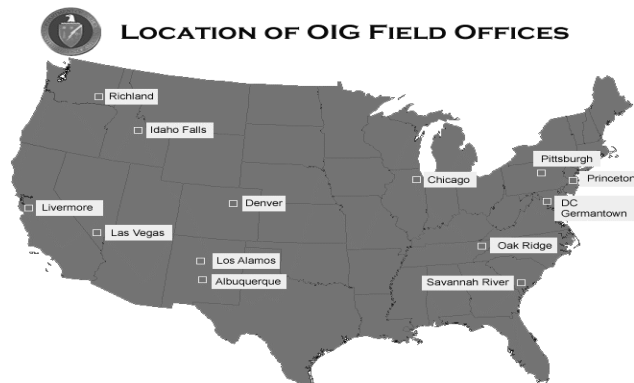 LOCATION OF OIG FIELD OFFICES
Richland
Idaho Falls
Pittsburgh
Chicago
Princeton
Livermore
Denver
DC
Germantown
Las Vegas
Oak Ridge
Los Alamos
Albuquerque
Savannah River